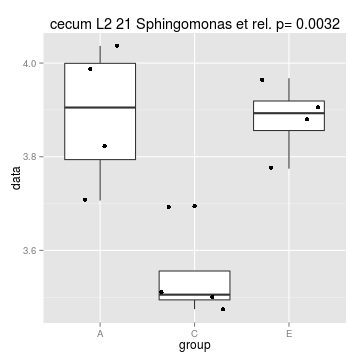 cecum L2 21 Sphingomonas et rel. p= 0.0032
4.0
3.8
3.6
data
A
C
E
group